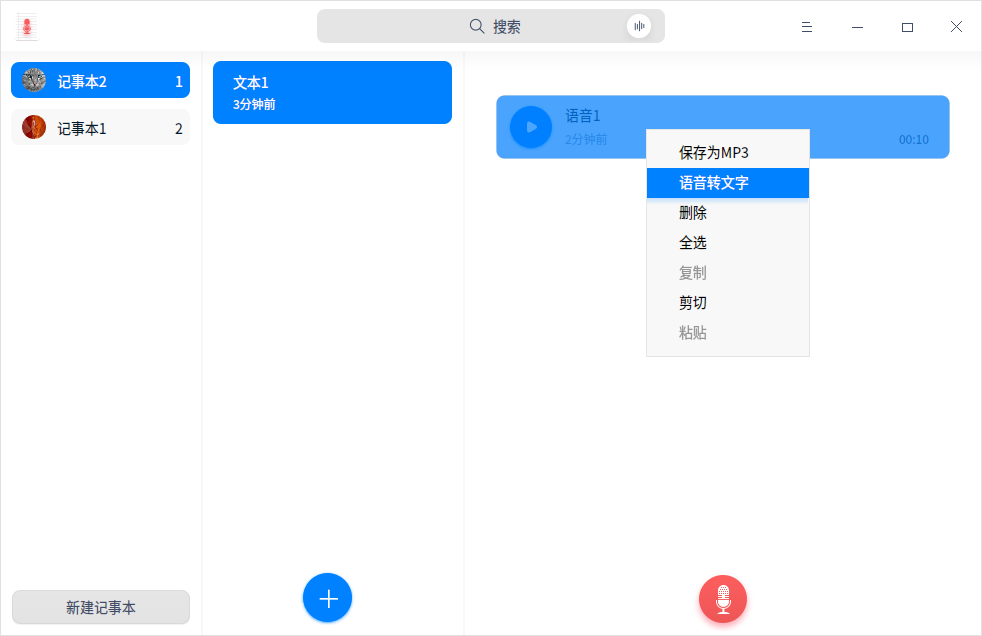 搜索
记事本2
1
记事本1
2
新建记事本
文本1
3分钟前
语音1
2分钟前
00:10
保存为MP3
语音转文字
删除
全选
复制
剪切
粘贴